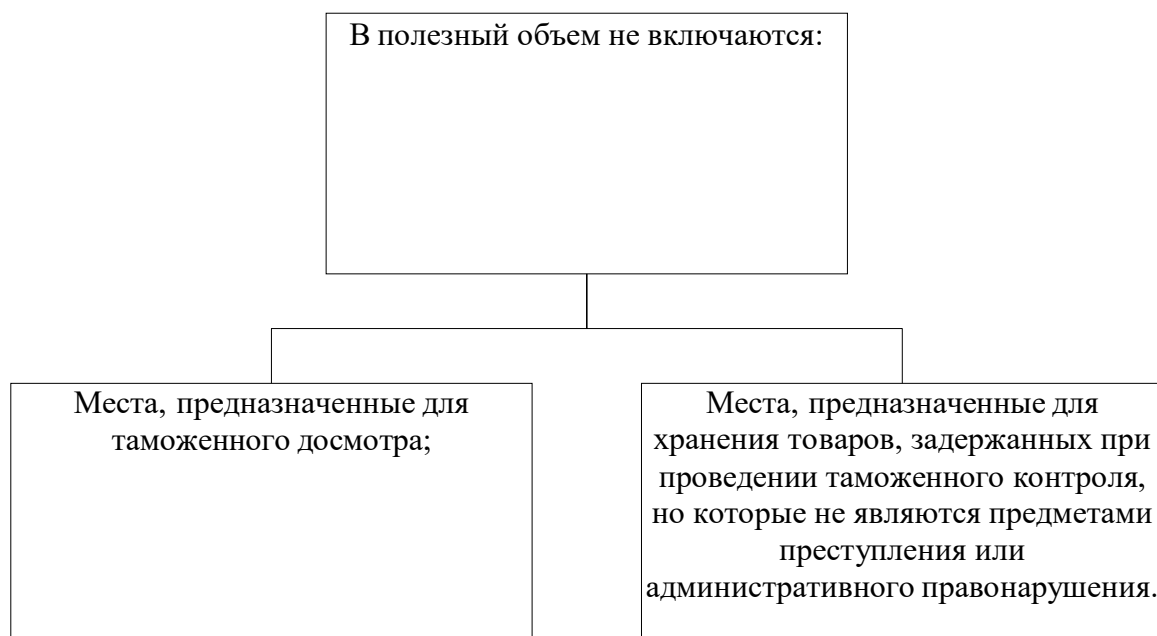 В полезный объем не включаются:
Места, предназначенные для
таможенного досмотра;
Места, предназначенные для
хранения товаров, задержанных при
проведении таможенного контроля,
но которые не являются предметами
преступления или
административного правонарушения.